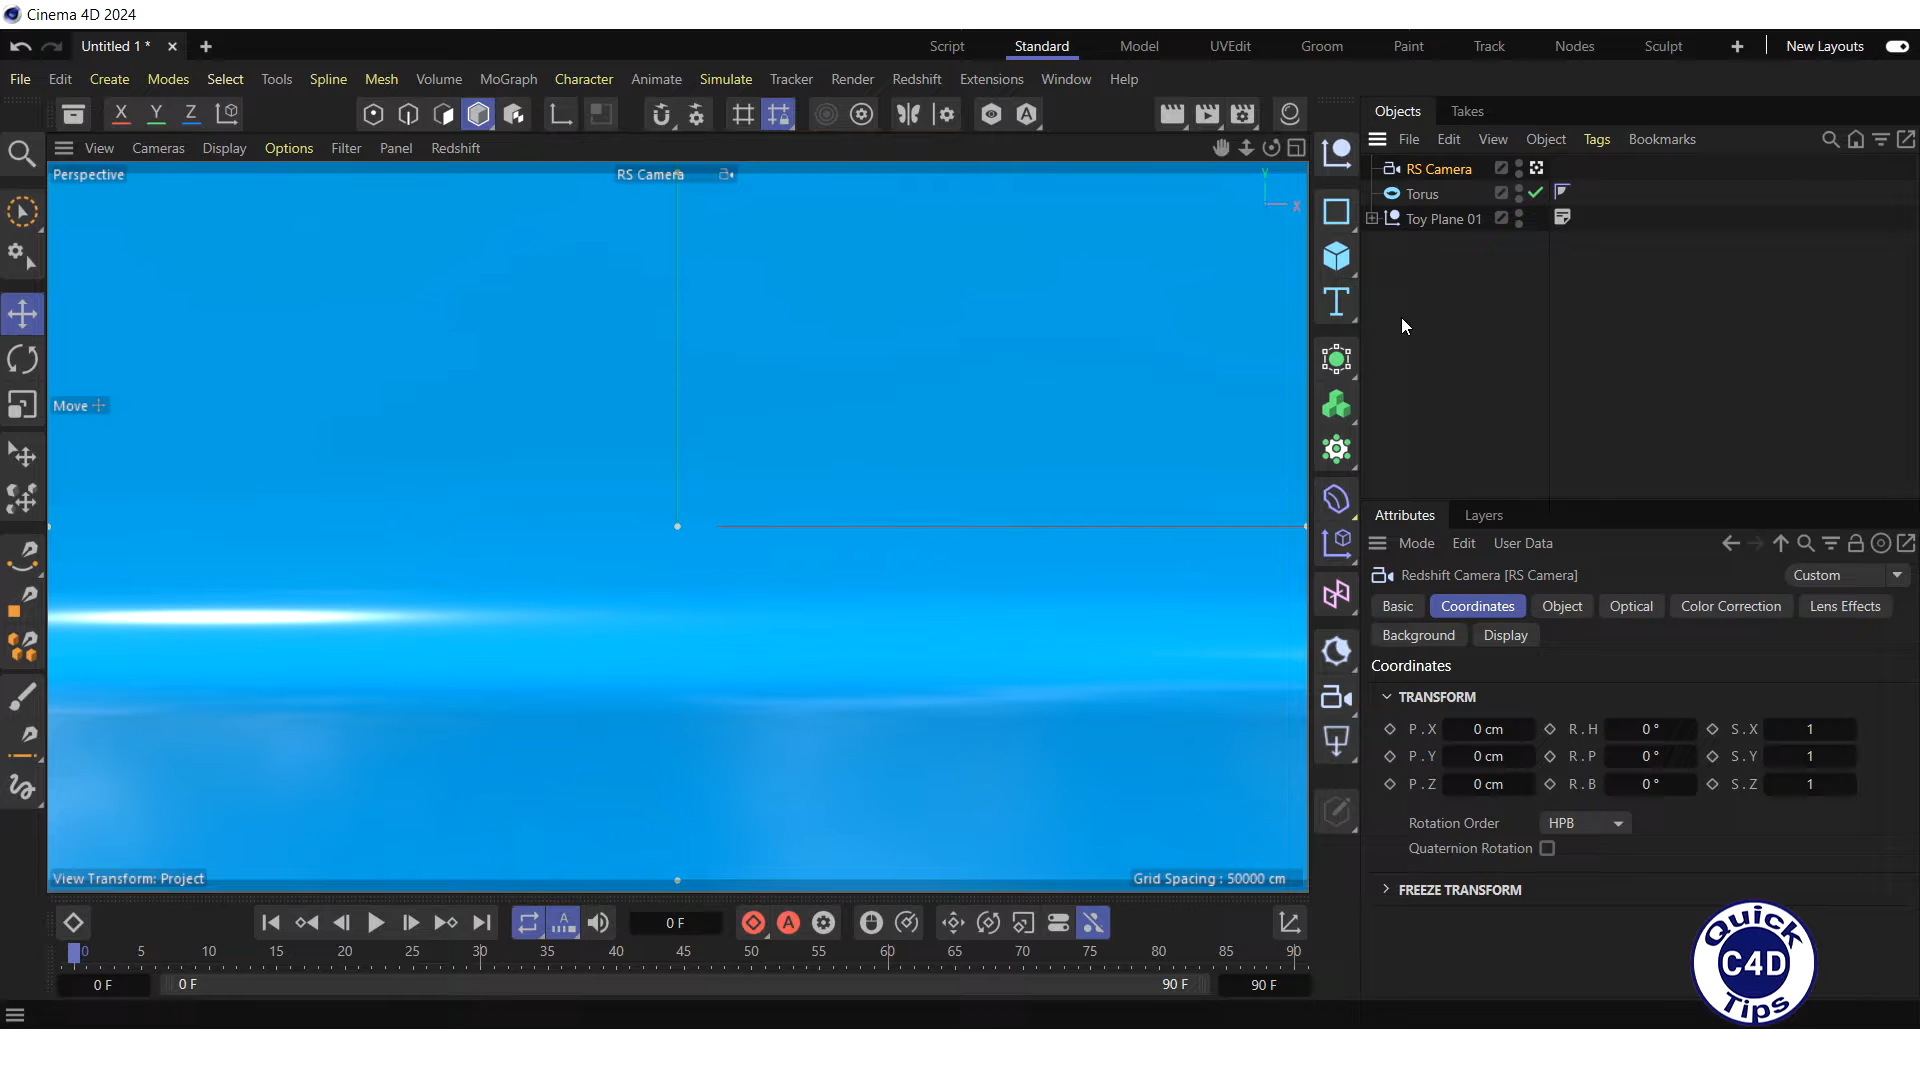 Cinema 4D 2024
Untitled 1 *
Script Standard Model UVEdit Groom Paint Track Nodes Sculpt New Layouts
File Edit Create Modes Select Tools Spline Mesh Volume MoGraph Character Animate Simulate Tracker Render Redshift Extensions Window Help
X Y Z
Objects Takes
View Cameras Display Options Filter Panel Redshift
File Edit View Object Tags Bookmarks
Perspective
RS Camera
Y
X
RS Camera
Torus
Toy Plane 01
Move
Attributes Layers
Mode Edit User Data
Redshift Camera [RS Camera]
Custom
Basic Coordinates Object Optical Color Correction Lens Effects
Background Display
Coordinates
TRANSFORM
P . X 0 cm R . H 0 ° S . X 1
P . Y 0 cm R . P 0 ° S . Y 1
P . Z 0 cm R . B 0 ° S . Z 1
Rotation Order HPB
Quaternion Rotation
FREEZE TRANSFORM
View Transform: Project
Grid Spacing : 50000 cm
0 F
0 5 10 15 20 25 30 35 40 45 50 55 60 65 70 75 80 85 90
0 F 0 F 90 F 90 F
Quick
C4D
Tips